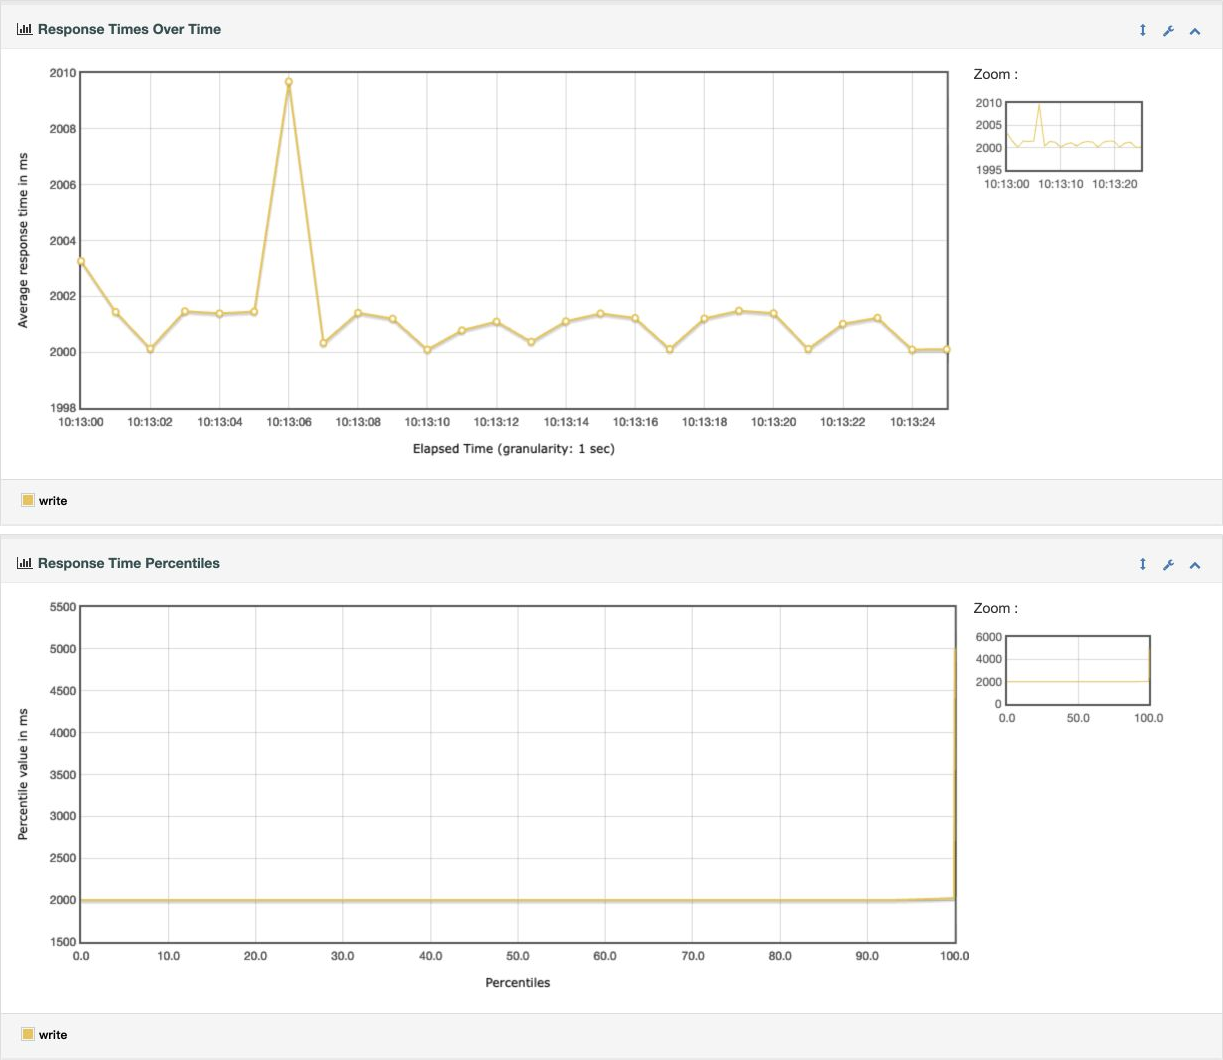 Response Times Over Time
Zoom :
2010
2008
2006
2004
2002
2000
1998
Average response time in ms
10:13:00 10:13:02 10:13:04 10:13:06 10:13:08 10:13:10 10:13:12 10:13:14 10:13:16 10:13:18 10:13:20 10:13:22 10:13:24
Elapsed Time (granularity: 1 sec)
2010
2005
2000
1995
10:13:00 10:13:10 10:13:20
write
Response Time Percentiles
Zoom :
5500
5000
4500
4000
3500
3000
2500
2000
1500
Percentile value in ms
0.0 10.0 20.0 30.0 40.0 50.0 60.0 70.0 80.0 90.0 100.0
Percentiles
6000
4000
2000
0
0.0 50.0 100.0
write